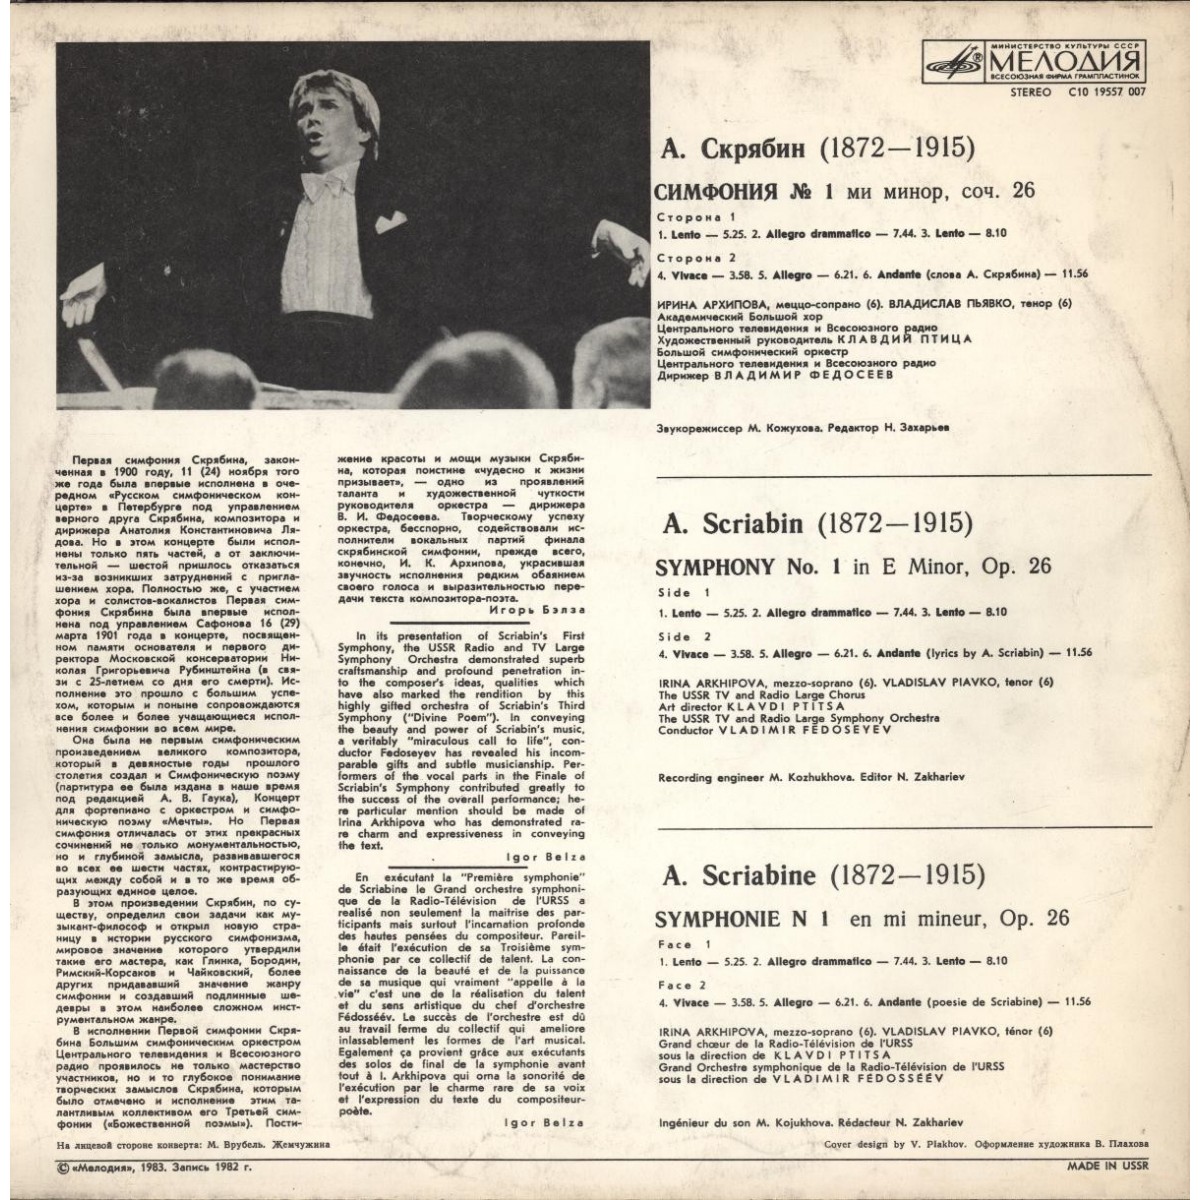 МИНИСТЕРСТВО КУЛЬТУРЫ СССР
МЕЛОДИЯ
ВСЕСОЮЗНАЯ ФИРМА ГРАМПЛАСТИНОК
STEREO С10 19557 007
А. Скрябин (1872—1915)
СИМФОНИЯ № 1 ми минор, соч. 26
Сторона 1
1. Lento — 5.25. 2. Allegro drammatico — 7.44. 3. Lento — 8.10
Сторона 2
4. Vivace — 3.58. 5. Allegro — 6.21. 6. Andante (слова А. Скрябина) — 11.56
ИРИНА АРХИПОВА, меццо-сопрано (6). ВЛАДИСЛАВ ПЬЯВКО, тенор (6)
Академический Большой хор
Центрального телевидения и Всесоюзного радио
Художественный руководитель КЛАВДИЙ ПТИЦА
Большой симфонический оркестр
Центрального телевидения и Всесоюзного радио
Дирижер ВЛАДИМИР ФЕДОСЕЕВ
Звукорежиссер М. Кожухова. Редактор Н. Захарьев
A. Scriabin (1872—1915)
SYMPHONY No. 1 in E Minor, Op. 26
Side 1
1. Lento — 5.25. 2. Allegro drammatico — 7.44. 3. Lento — 8.10
Side 2
4. Vivace — 3.58. 5. Allegro — 6.21. 6. Andante (lyrics by A. Scriabin) — 11.56
IRINA ARKHIPOVA, mezzo-soprano (6). VLADISLAV PIAVKO, tenor (6)
The USSR TV and Radio Large Chorus
Art director KLAVDI PTITSA
The USSR TV and Radio Large Symphony Orchestra
Conductor VLADIMIR FEDOSEYEV
Recording engineer M. Kozhukhova. Editor N. Zakhariev
A. Scriabine (1872—1915)
SYMPHONIE N 1 en mi mineur, Op. 26
Face 1
1. Lento — 5.25. 2. Allegro drammatico — 7.44. 3. Lento — 8.10
Face 2
4. Vivace — 3.58. 5. Allegro — 6.21. 6. Andante (poesie de Scriabine) — 11.56
IRINA ARKHIPOVA, mezzo-soprano (6). VLADISLAV PIAVKO, ténor (6)
Grand chœur de la Radio-Télévision de l'URSS
sous la direction de KLAVDI PTITSA
Grand Orchestre symphonique de la Radio-Télévision de l'URSS
sous la direction de VLADIMIR FÉDOSSÉEV
Ingénieur du son M. Kojukhova. Rédacteur N. Zakhariev
Первая симфония Скрябина, закон-
ченная в 1900 году, 11 (24) ноября того
же года была впервые исполнена в оче-
редном «Русском симфоническом кон-
церте» в Петербурге под управлением
верного друга Скрябина, композитора и
дирижера Анатолия Константиновича Ля-
дова. Но в этом концерте были испол-
нены только пять частей, а от заключи-
тельной — шестой пришлось отказаться
из-за возникших затруднений с пригла-
шением хора. Полностью же, с участием
хора и солистов-вокалистов Первая сим-
фония Скрябина была впервые испол-
нена под управлением Сафонова 16 (29)
марта 1901 года в концерте, посвящен-
ном памяти основателя и первого ди-
ректора Московской консерватории Ни-
колая Григорьевича Рубинштейна (в свя-
зи с 25-летием со дня его смерти). Ис-
полнение это прошло с большим успе-
хом, которым и поныне сопровождаются
все более и более учащающиеся испол-
нения симфонии во всем мире.
Она была не первым симфоническим
произведением великого композитора,
который в девяностые годы прошлого
столетия создал и Симфоническую поэму
(партитура ее была издана в наше время
под редакцией А. В. Гаука), Концерт
для фортепиано с оркестром и симфо-
ническую поэму «Мечты». Но Первая
симфония отличалась от этих прекрасных
сочинений не только монументальностью,
но и глубиной замысла, развивавшегося
во всех ее шести частях, контрастирую-
щих между собой и в то же время об-
разующих единое целое.
В этом произведении Скрябин, по су-
ществу, определил свои задачи как му-
зыкант-философ и открыл новую стра-
ницу в истории русского симфонизма,
мировое значение которого утвердили
такие его мастера, как Глинка, Бородин,
Римский-Корсаков и Чайковский, более
других придававший значение жанру
симфонии и создавший подлинные ше-
девры в этом наиболее сложном инст-
рументальном жанре.
В исполнении Первой симфонии Скря-
бина Большим симфоническим оркестром
Центрального телевидения и Всесоюзного
радио проявилось не только мастерство
участников, но и то глубокое понимание
творческих замыслов Скрябина, которым
было отмечено и исполнение этим та-
лантливым коллективом его Третьей сим-
фонии («Божественной поэмы»). Пости-
жение красоты и мощи музыки Скряби-
на, которая поистине «чудесно к жизни
призывает», — одно из проявлений
таланта и художественной чуткости
руководителя оркестра — дирижера
В. И. Федосеева. Творческому успеху
оркестра, бесспорно, содействовали ис-
полнители вокальных партий финала
скрябинской симфонии, прежде всего,
конечно, И. К. Архипова, украсившая
звучность исполнения редким обаянием
своего голоса и выразительностью пере-
дачи текста композитора-поэта.
Игорь Бэлза
In its presentation of Scriabin's First
Symphony, the USSR Radio and TV Large
Symphony Orchestra demonstrated superb
craftsmanship and profound penetration in-
to the composer's ideas, qualities which
have also marked the rendition by this
highly gifted orchestra of Scriabin's Third
Symphony ("Divine Poem"). In conveying
the beauty and power of Scriabin's music,
a veritably "miraculous call to life", con-
ductor Fedoseyev has revealed his incom-
parable gifts and subtle musicianship. Per-
formers of the vocal parts in the Finale of
Scriabin's Symphony contributed greatly to
the success of the overall performance; he-
re particular mention should be made of
Irina Arkhipova who has demonstrated ra-
re charm and expressiveness in conveying
the text.
Igor Belza
En exécutant la "Première symphonie"
de Scriabine le Grand orchestre symphoni-
que de la Radio-Télévision de l'URSS a
realisé non seulement la maitrise des par-
ticipants mais surtout l'incarnation profonde
des hautes pensées du compositeur. Pareil-
le était l'exécution de sa Troisième sym-
phonie par ce collectif de talent. La con-
naissance de la beauté et de la puissance
de sa musique qui vraiment "appelle à la
vie" c'est une de la réalisation du talent
et du sens artistique du chef d'orchestre
Fédosséév. Le succès de l'orchestre est dû
au travail ferme du collectif qui ameliore
inlassablement les formes de l'art musical.
Egalement ça provient grâce aux exécutants
des solos de final de la symphonie avant
tout à I. Arkhipova qui orna la sonorité de
l'exécution par le charme rare de sa voix
et l'expression du texte du compositeur-
poète.
Igor Belza
На лицевой стороне конверта: М. Врубель. Жемчужина
Cover design by V. Plakhov. Оформление художника В. Плахова
© «Мелодия», 1983. Запись 1982 г.
MADE IN USSR